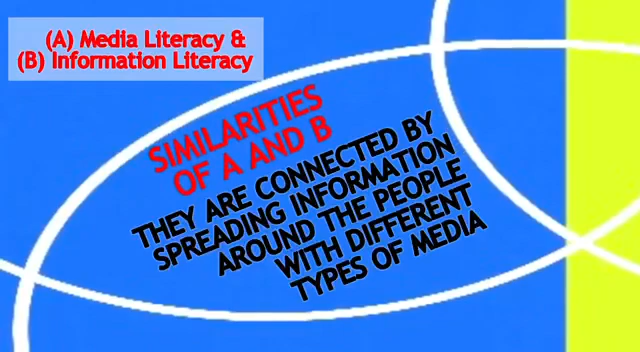 (A) Media Literacy &
(B) Information Literacy
SIMILARITIES
OF A AND B
THEY ARE CONNECTED BY
SPREADING INFORMATION
AROUND THE PEOPLE
WITH DIFFERENT
TYPES OF MEDIA